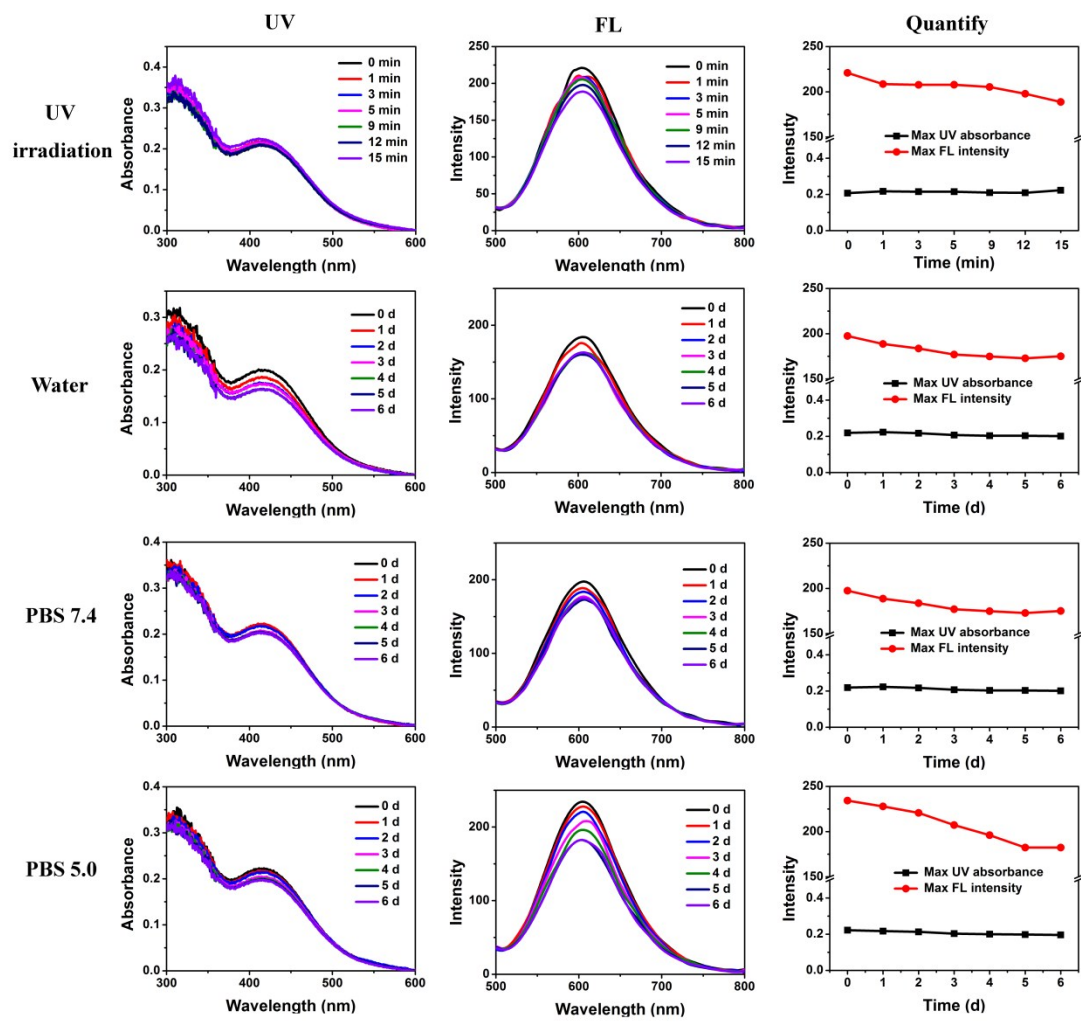 UV
FL
Quantify
UV
irradiation
Absorbance
0.4
0.3
0.2
0.1
0.0
0 min
1 min
3 min
5 min
9 min
12 min
15 min
300 400 500 600
Wavelength (nm)
Intensity
250
200
150
100
50
0
0 min
1 min
3 min
5 min
9 min
12 min
15 min
500 600 700 800
Wavelength (nm)
Intensuty
250
200
250
0.4
0.2
0.0
Max UV absorbance
Max FL intensity
0 1 3 5 9 12 15
Time (min)
Water
Absorbance
0.3
0.2
0.1
0.0
0 d
1 d
2 d
3 d
4 d
5 d
6 d
300 400 500 600
Wavelength (nm)
Intensity
200
100
0
0 d
1 d
2 d
3 d
4 d
5 d
6 d
500 600 700 800
Wavelength (nm)
Intensity
250
200
150
0.4
0.2
0.0
Max UV absorbance
Max FL intensity
0 1 2 3 4 5 6
Time (d)
PBS 7.4
Absorbance
0.4
0.3
0.2
0.1
0.0
0 d
1 d
2 d
3 d
4 d
5 d
6 d
300 400 500 600
Wavelength (nm)
Intensity
200
100
0
0 d
1 d
2 d
3 d
4 d
5 d
6 d
500 600 700 800
Wavelength (nm)
Intensity
250
200
150
0.4
0.2
0.0
Max UV absorbance
Max FL intensity
0 1 2 3 4 5 6
Time (d)
PBS 5.0
Absorbance
0.4
0.3
0.2
0.1
0.0
0 d
1 d
2 d
3 d
4 d
5 d
6 d
300 400 500 600
Wavelength (nm)
Intensity
200
100
0
0 d
1 d
2 d
3 d
4 d
5 d
6 d
500 600 700 800
Wavelength (nm)
Intensity
250
200
150
0.4
0.2
0.0
Max UV absorbance
Max FL intensity
0 1 2 3 4 5 6
Time (d)